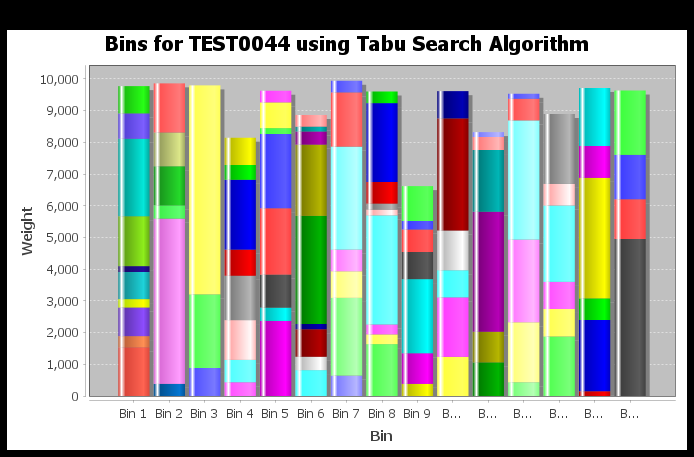 Bins for TEST0044 using Tabu Search Algorithm
10,000
9,000
8,000
7,000
6,000
5,000
4,000
3,000
2,000
1,000
0
Weight
Bin 1 Bin 2 Bin 3 Bin 4 Bin 5 Bin 6 Bin 7 Bin 8 Bin 9 B... B... B... B... B... B...
Bin